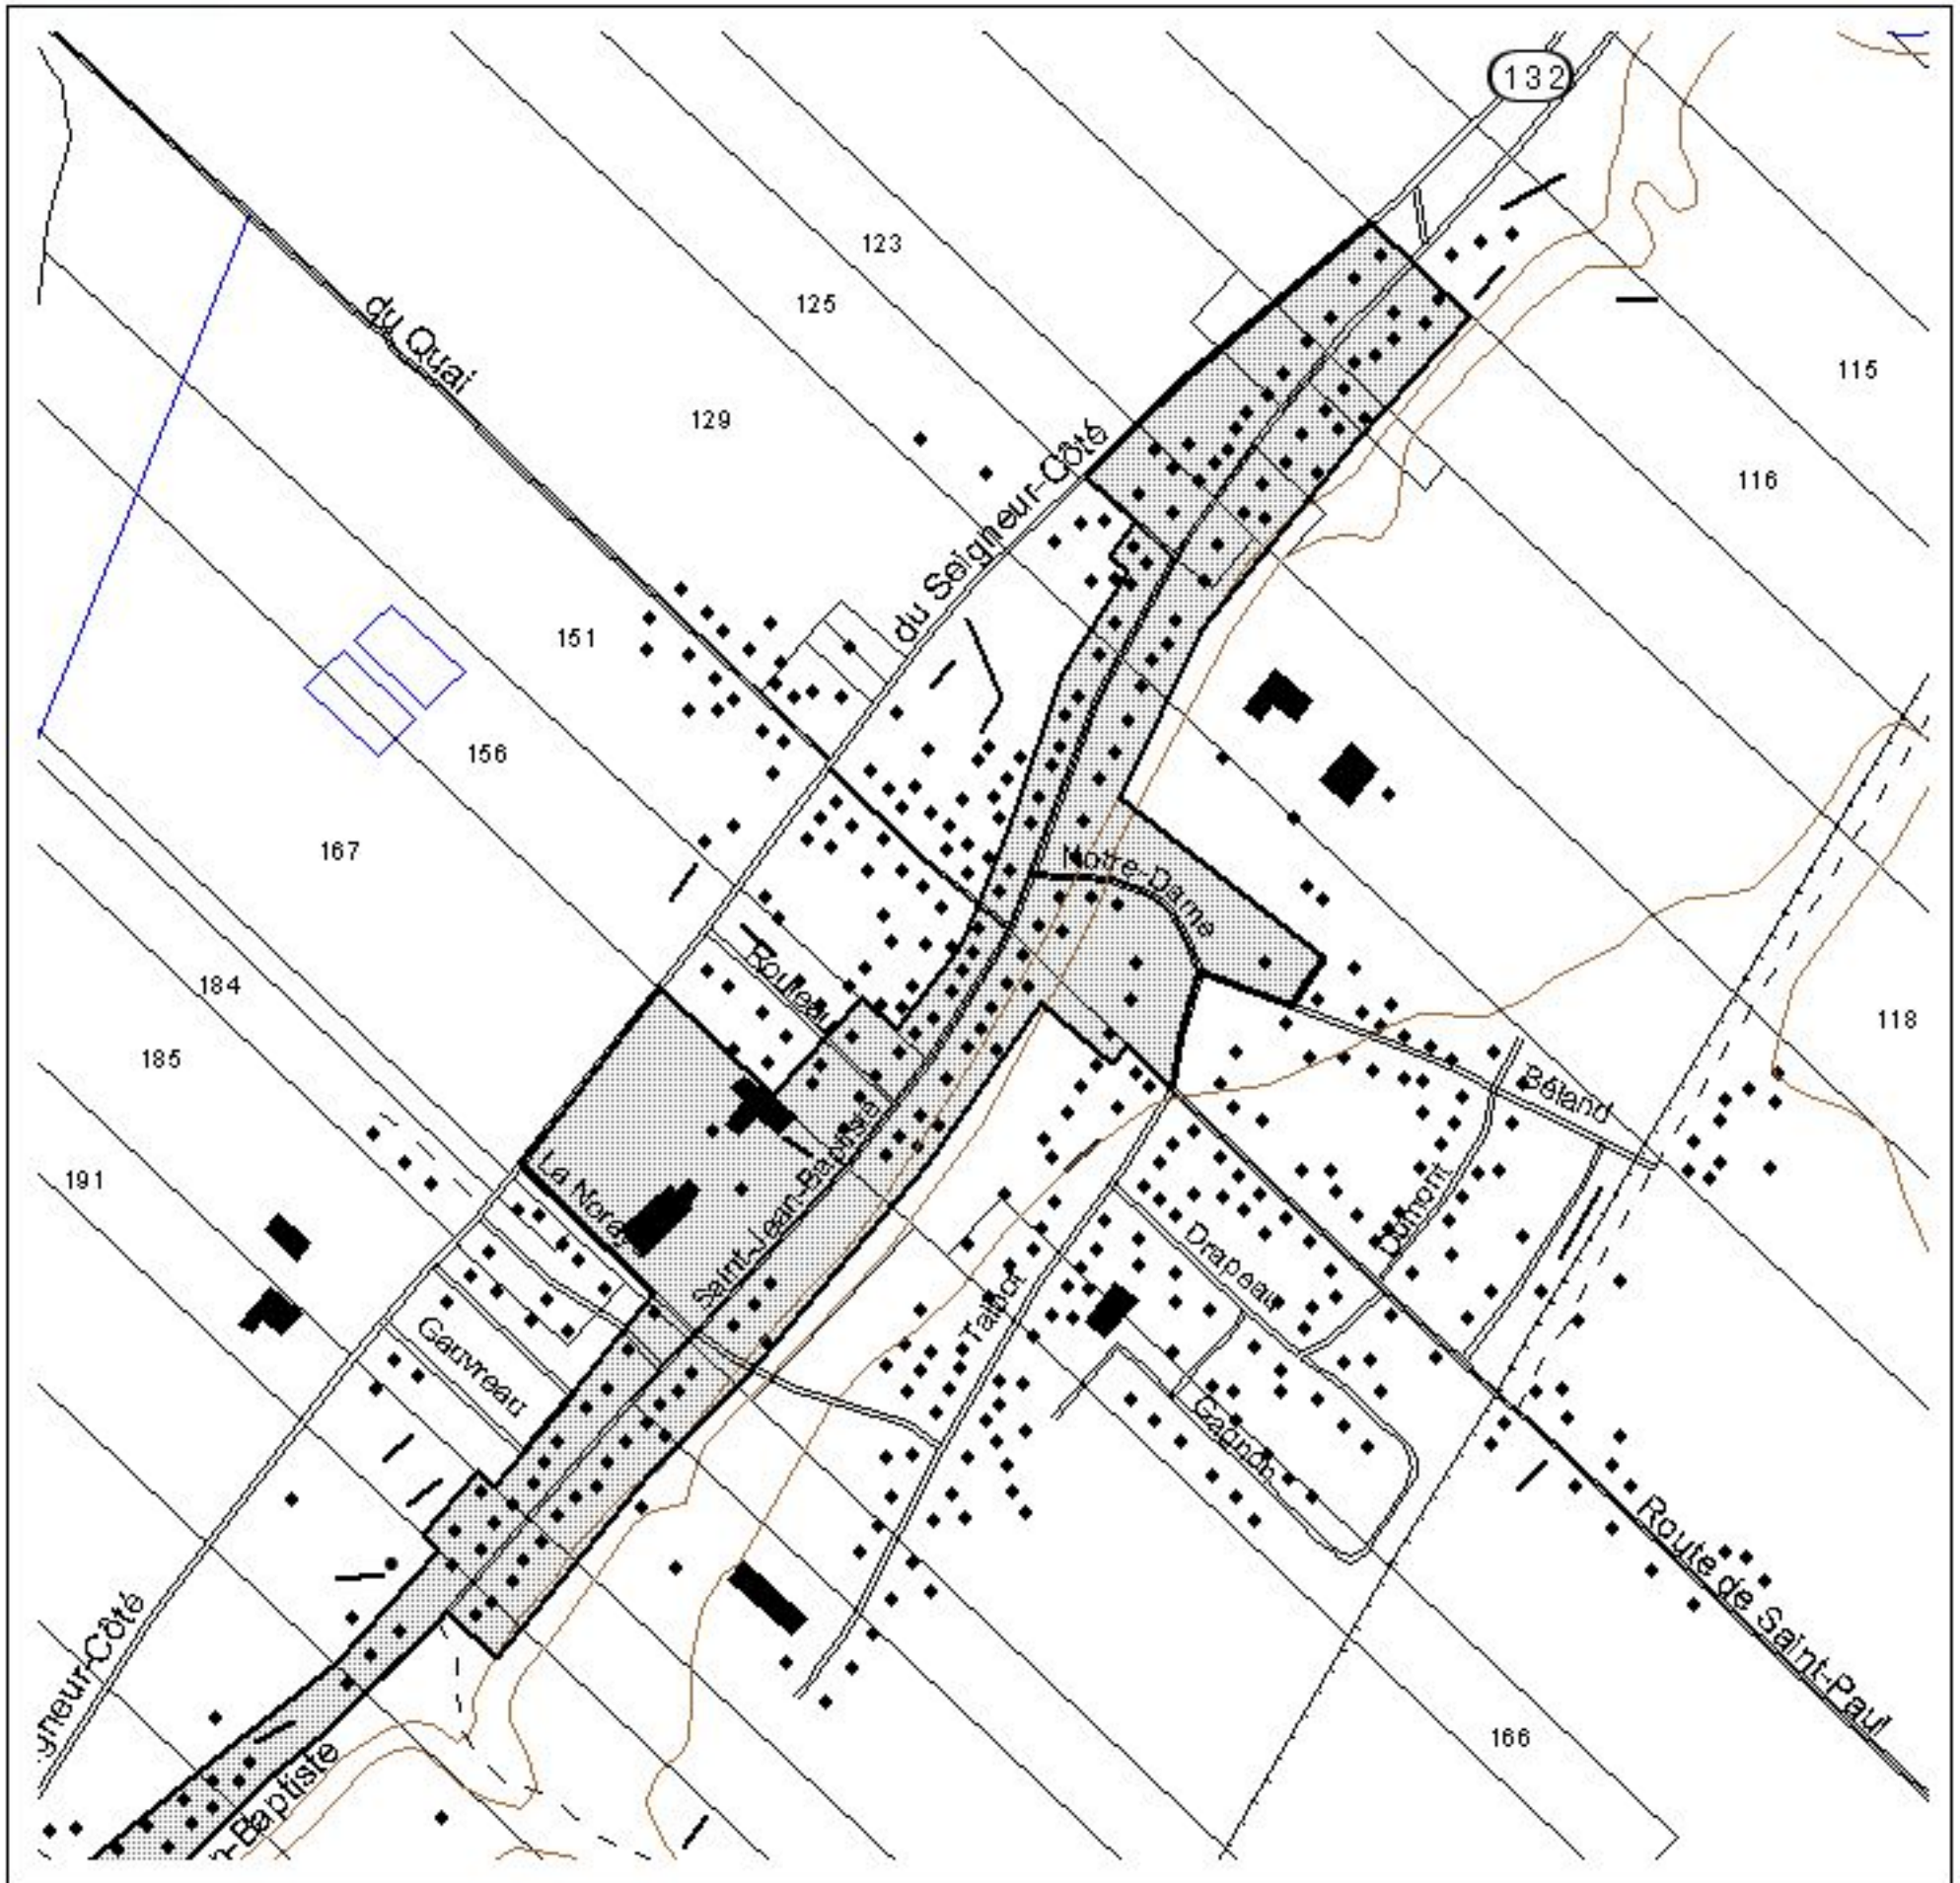 132
123
du Quai
125
115
129
du Seigneur-Côté
116
151
156
167
Notre-Dame
Rouleau
184
118
185
Béland
191
La Noraye
Saint-Jean-Baptiste
Dumont
Drapeau
Talbot
Gauvreau
Gagnon
Route de Saint-Paul
gneur-Côté
166
n-Baptiste